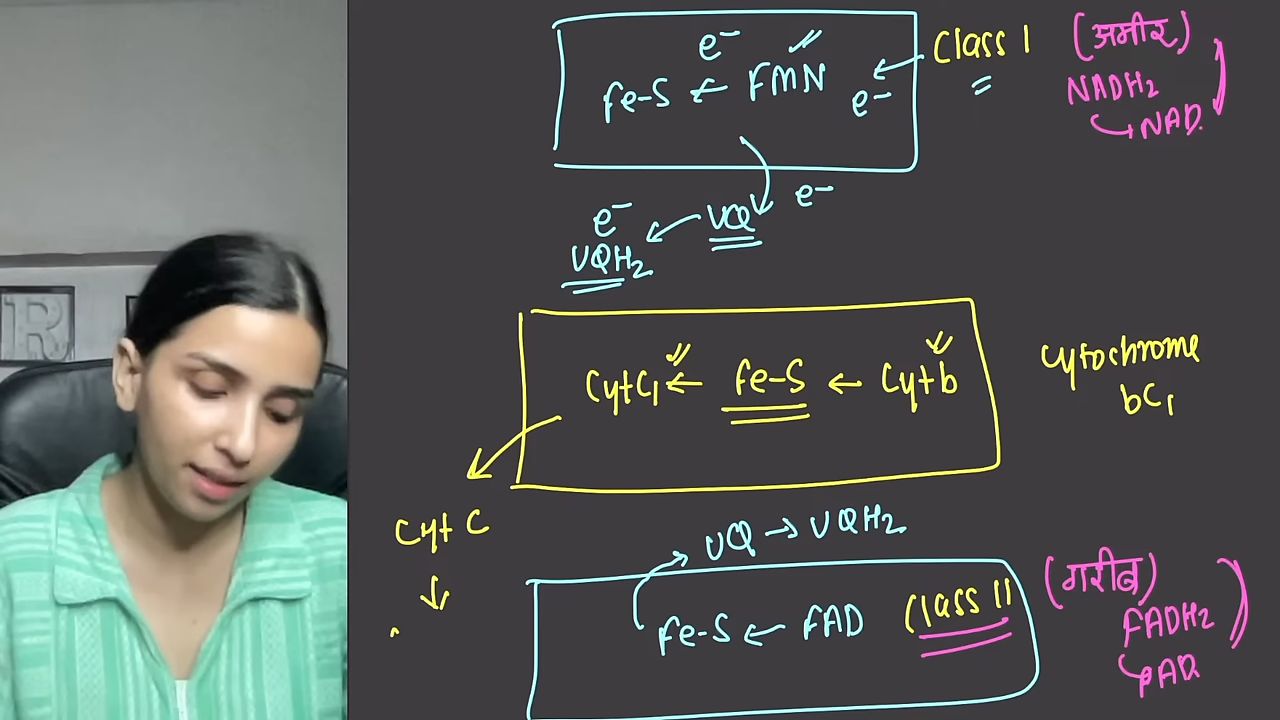 e⁻
Fe-S ← FMN
e⁻
Class I
(अमीर)
NADH₂
↳NAD.
e⁻
UQ
e⁻
UQH₂
CytC₁ ← Fe-S ← Cytb
Cytochrome
bC₁
Cyt C
↓
UQ → UQH₂
Fe-S ← FAD
Class II
(गरीब)
FADH₂
↳FAD
R